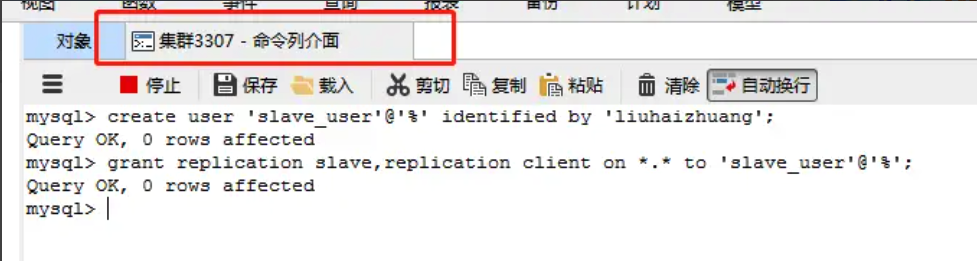 视图 函数 事件 查询 报表 备份 计划 模型
对象 集群3307 - 命令列介面
停止 保存 载入 剪切 复制 粘贴 清除 自动换行
mysql> create user 'slave_user'@'%' identified by 'liuhaizhuang';
Query OK, 0 rows affected
mysql> grant replication slave,replication client on *.* to 'slave_user'@'%';
Query OK, 0 rows affected
mysql>